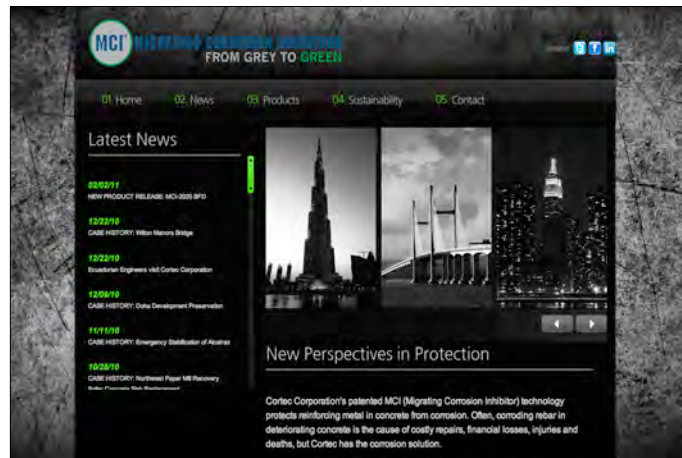 MCI® MIGRATING CORROSION INHIBITORS
FROM GREY TO GREEN
01 Home 02 News 03 Products 04 Sustainability 05 Contact
Latest News
02/02/11
NEW PRODUCT RELEASE: MCI-2020 BFD
12/22/10
CASE HISTORY: Wilton Manors Bridge
12/22/10
Ecuadorian Engineers visit Cortec Corporation
12/09/10
CASE HISTORY: Doha Development Preservation
11/11/10
CASE HISTORY: Emergency Stabilization of Alcatraz
10/28/10
CASE HISTORY: Northwest Paper Mill Recovery
New Perspectives in Protection
Cortec Corporation's patented MCI (Migrating Corrosion Inhibitor) technology
protects reinforcing metal in concrete from corrosion. Often, corroding rebar in
deteriorating concrete is the cause of costly repairs, financial losses, injuries and
deaths, but Cortec has the corrosion solution.